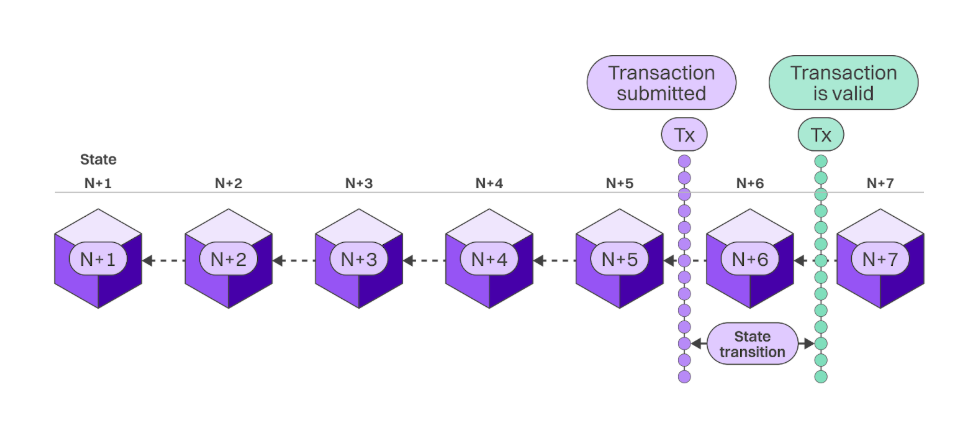 Transaction
submitted
Transaction
is valid
Tx
Tx
State
N+1
N+2
N+3
N+4
N+5
N+6
N+7
N+1
N+2
N+3
N+4
N+5
N+6
N+7
State
transition